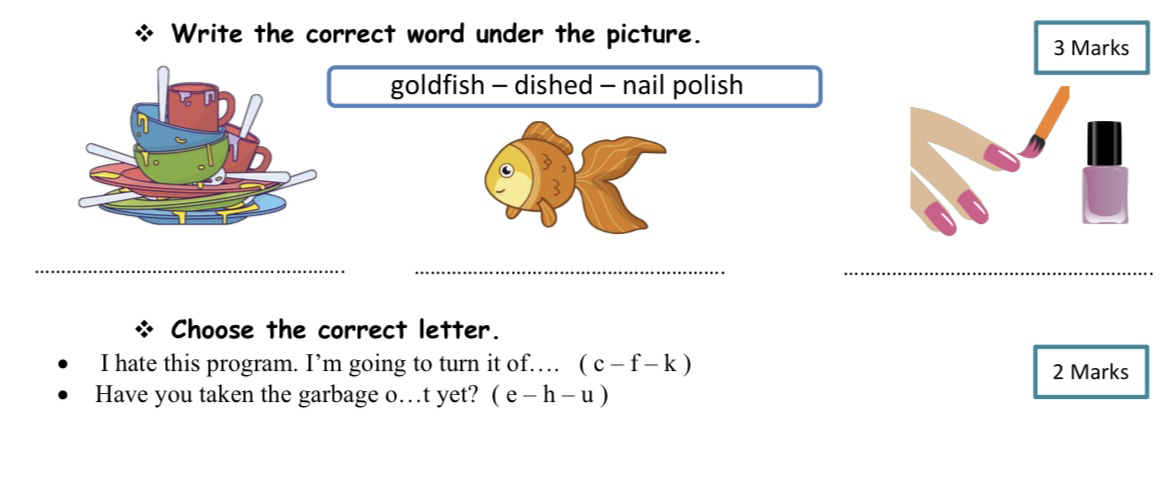 ❖ Write the correct word under the picture.
3 Marks
goldfish – dished – nail polish
.............................................................. .............................................................. ..............................................................
❖ Choose the correct letter.
• I hate this program. I'm going to turn it of…. ( c – f – k )
• Have you taken the garbage o…t yet? ( e – h – u )
2 Marks